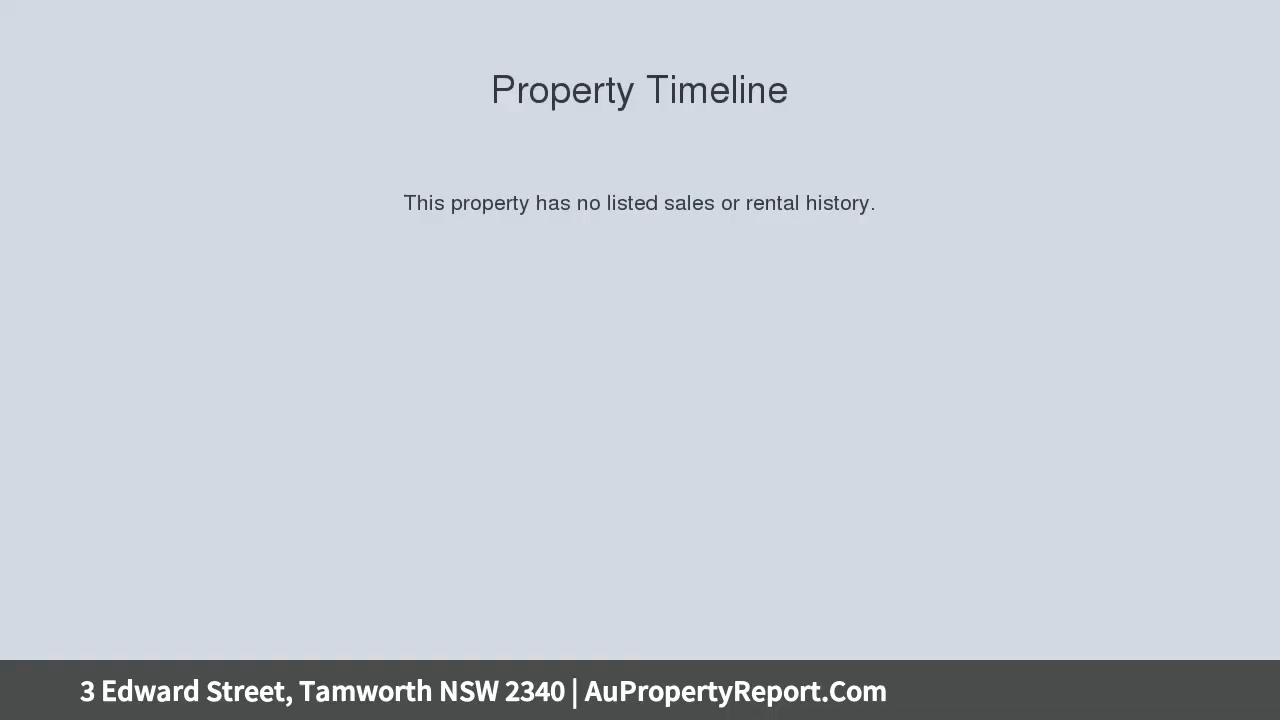 Property Timeline
This property has no listed sales or rental history.
3 Edward Street, Tamworth NSW 2340 | AuPropertyReport.Com